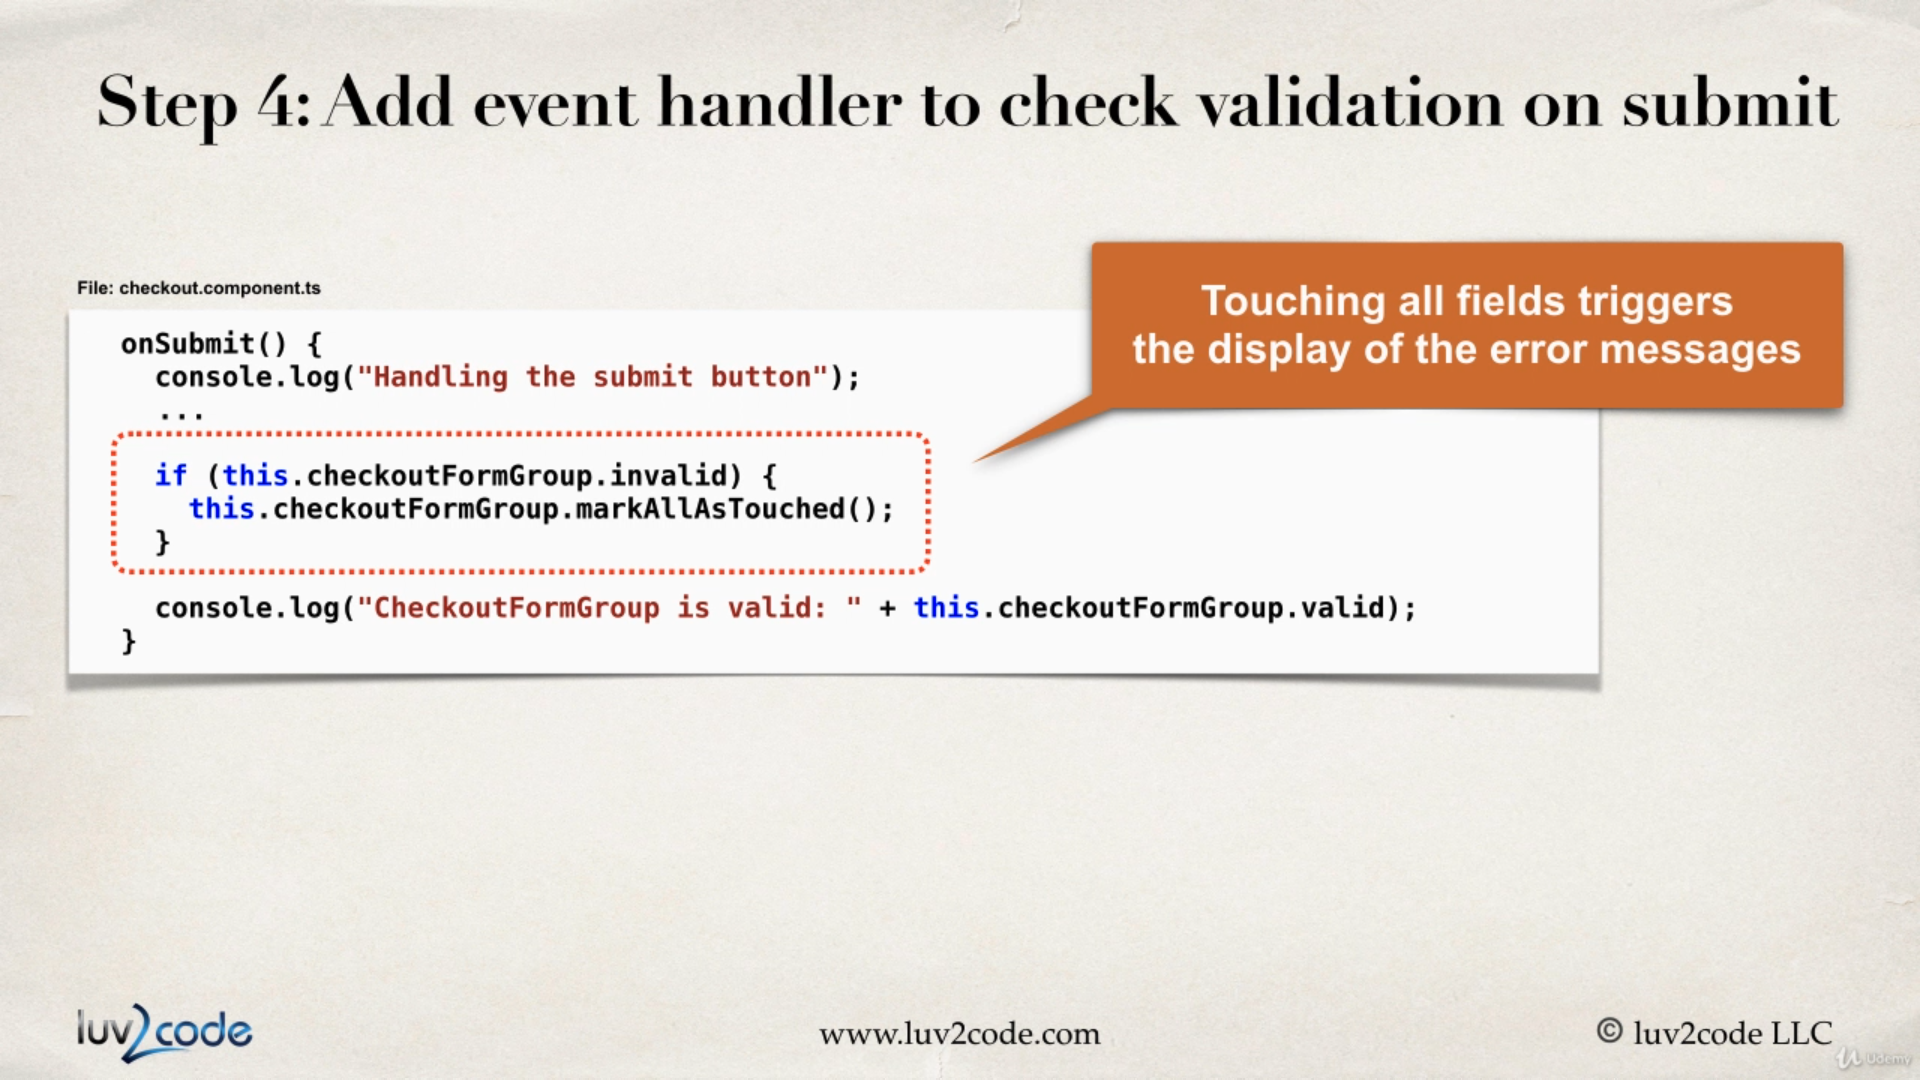 Step 4: Add event handler to check validation on submit
File: checkout.component.ts
Touching all fields triggers
the display of the error messages
onSubmit() {
console.log("Handling the submit button");
...
if (this.checkoutFormGroup.invalid) {
this.checkoutFormGroup.markAllAsTouched();
}
console.log("CheckoutFormGroup is valid: " + this.checkoutFormGroup.valid);
}
luv2code
www.luv2code.com
© luv2code LLC
Udemy